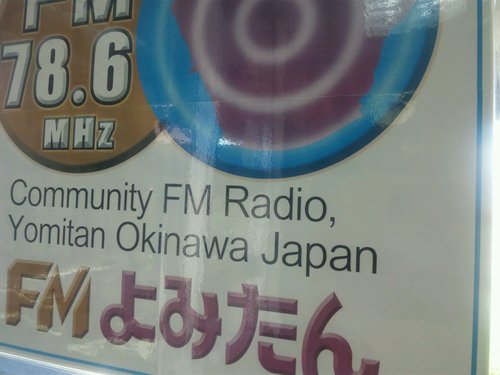 FM
78.6
MHz
Community FM Radio,
Yomitan Okinawa Japan
FMよみたん